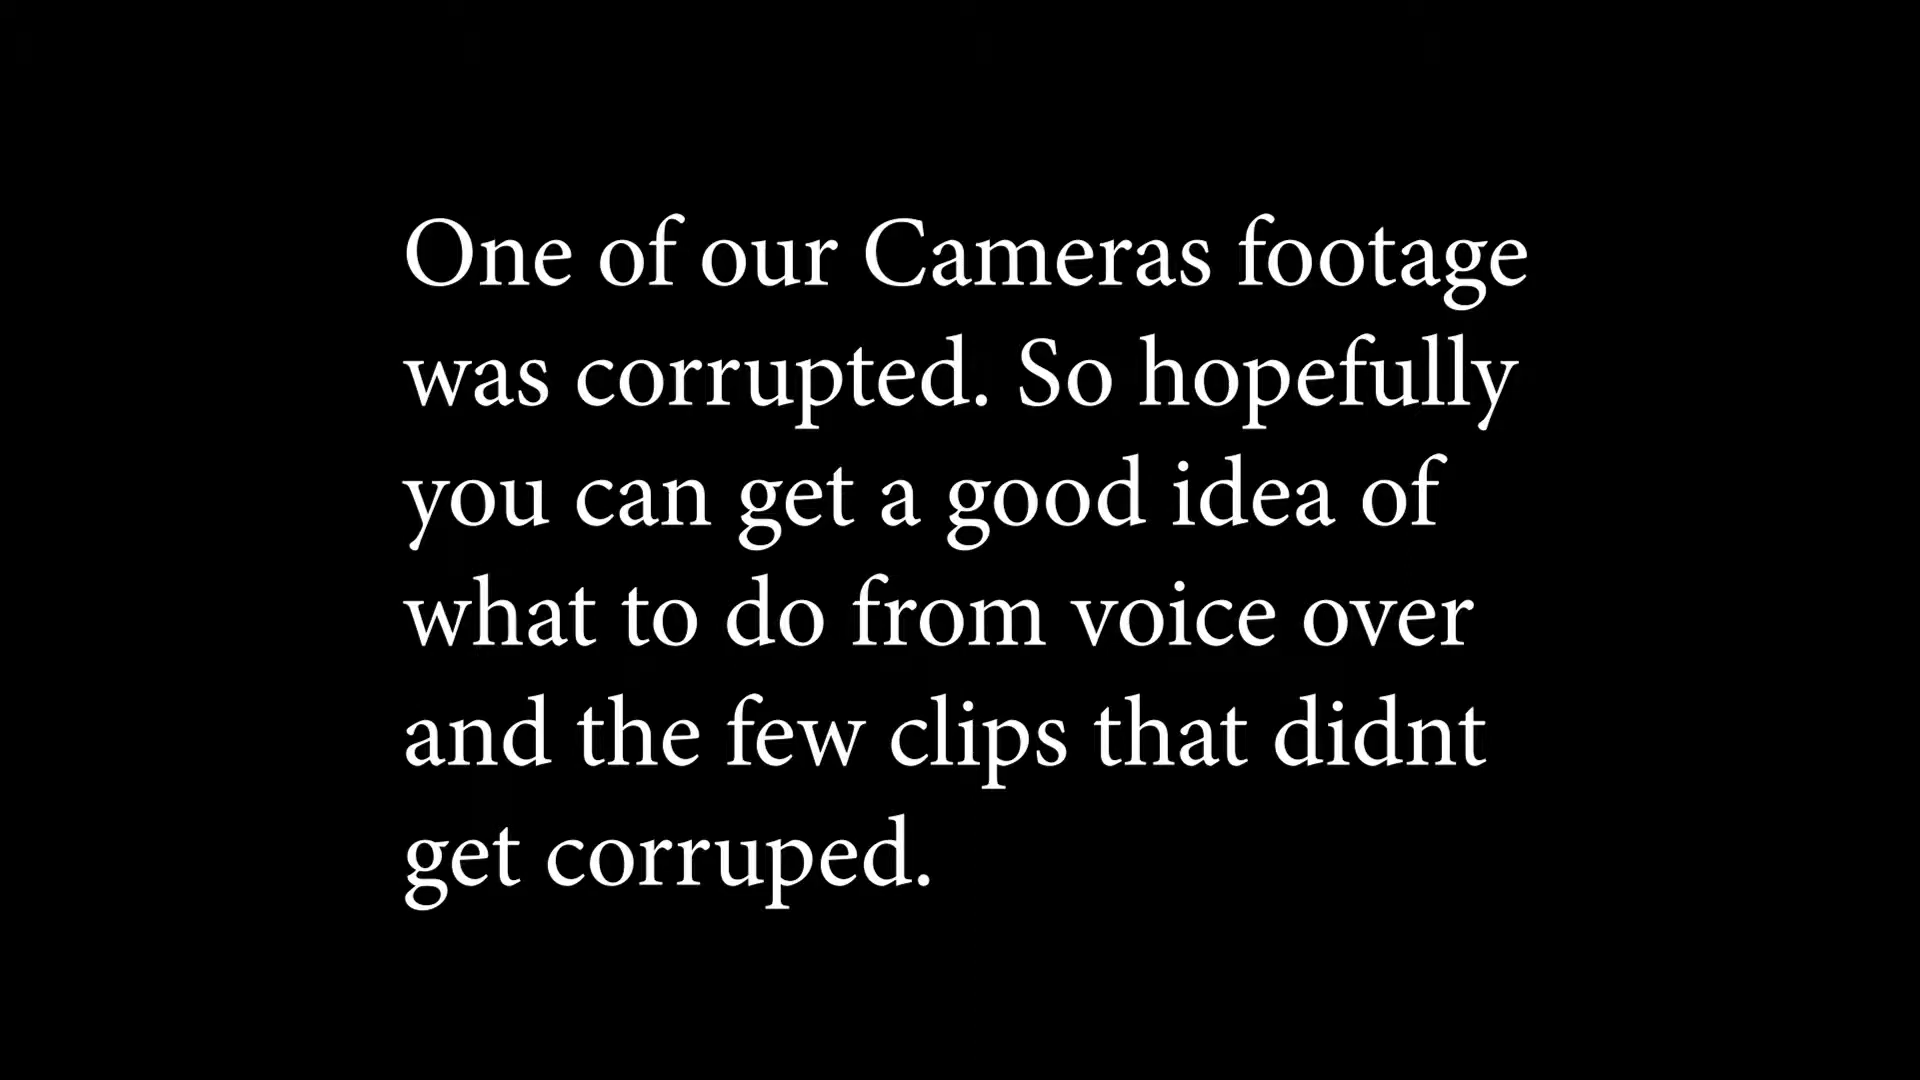 One of our Cameras footage
was corrupted. So hopefully
you can get a good idea of
what to do from voice over
and the few clips that didnt
get corruped.